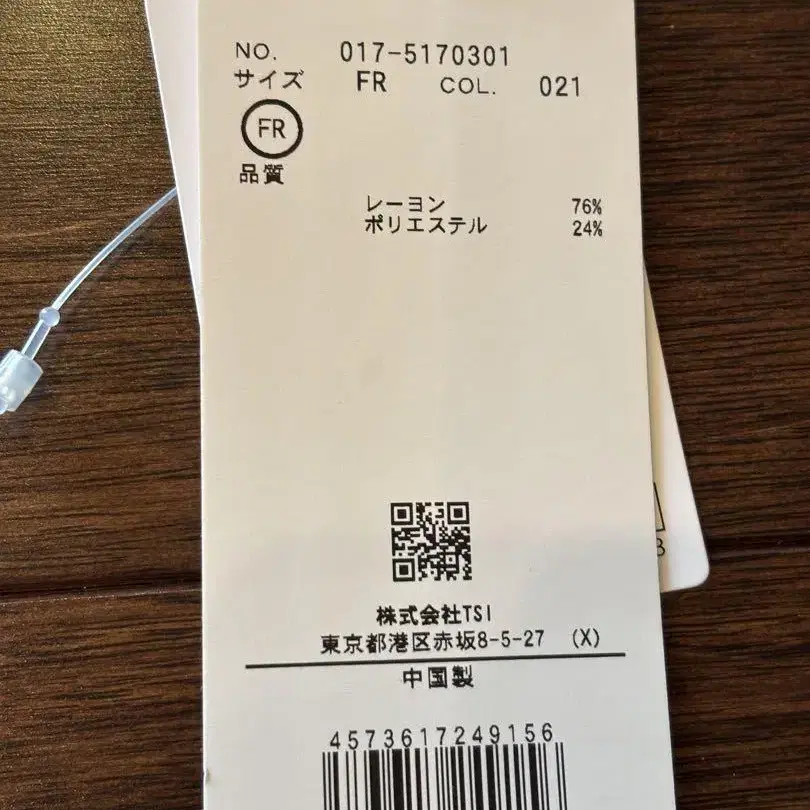 NO. 017-5170301
サイズ FR COL. 021
FR
品質
レーヨン 76%
ポリエステル 24%
株式会社TSI
東京都港区赤坂8-5-27 (X)
中国製
4573617249156